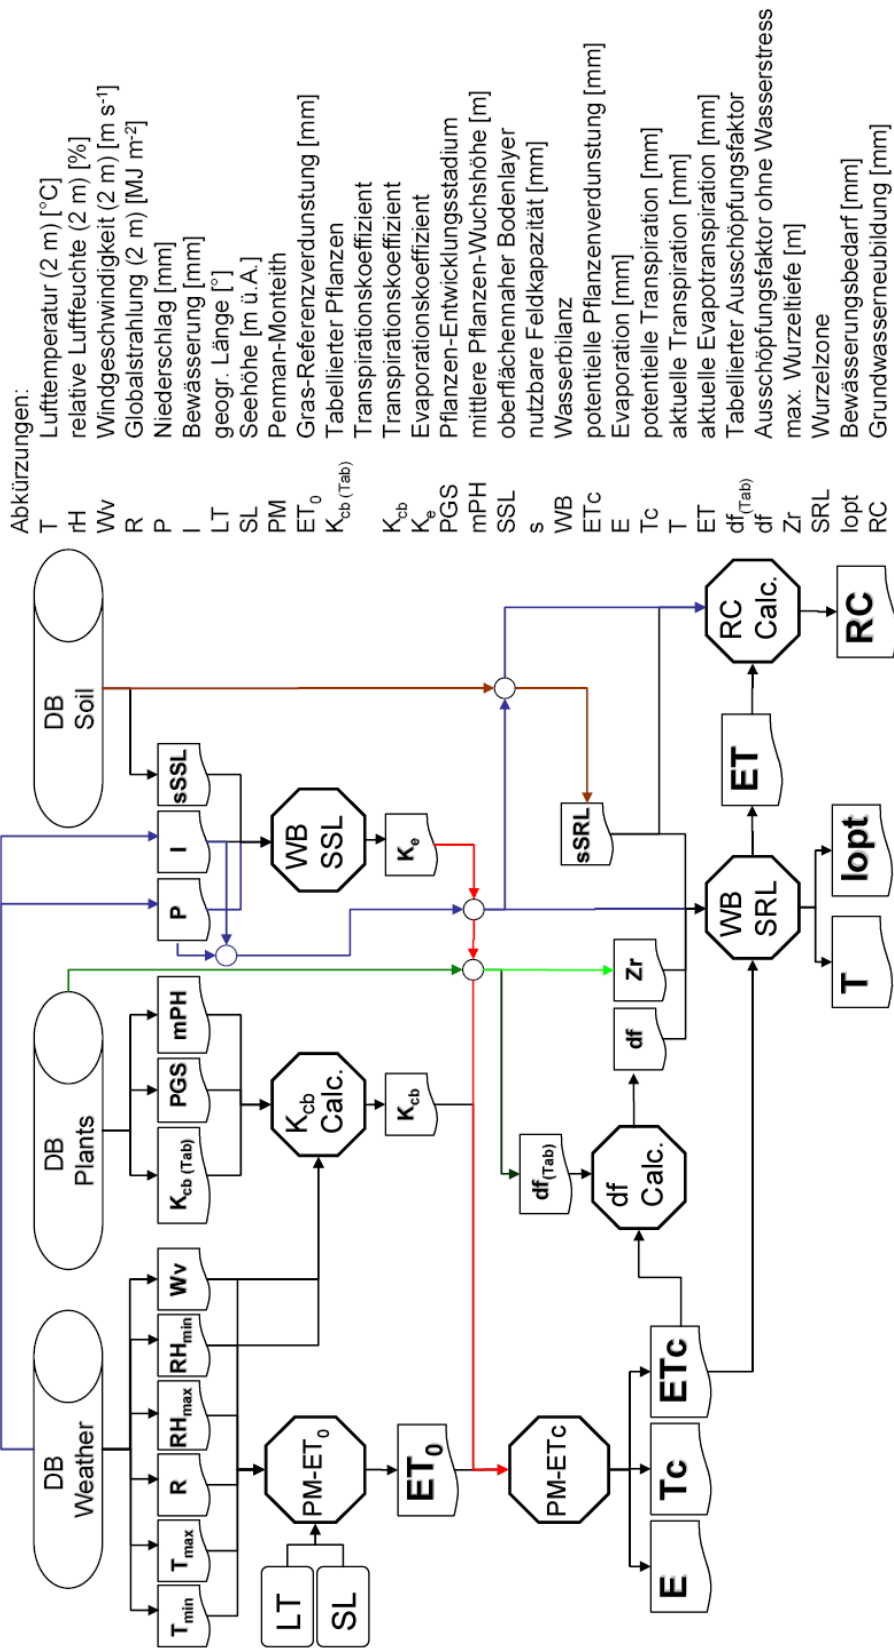 DB
Weather
DB
Plants
DB
Soil
Tmin
Tmax
R
RHmax
RHmin
Wv
Kcb (Tab)
PGS
mPH
P
I
sSSL
LT
SL
PM-ET₀
Kcb
Calc.
WB
SSL
ET₀
Kcb
Ke
PM-ETc
df(Tab)
df
Calc.
df
Zr
sSRL
E
Tc
ETc
WB
SRL
ET
RC
Calc.
T
Iopt
RC
Abkürzungen:
T Lufttemperatur (2 m) [°C]
rH relative Luftfeuchte (2 m) [%]
Wv Windgeschwindigkeit (2 m) [m s⁻¹]
R Globalstrahlung (2 m) [MJ m⁻²]
P Niederschlag [mm]
I Bewässerung [mm]
LT geogr. Länge [°]
SL Seehöhe [m ü.A.]
PM Penman-Monteith
ET₀ Gras-Referenzverdunstung [mm]
Kcb (Tab) Tabellierter Pflanzen
Transpirationskoeffizient
Kcb Transpirationskoeffizient
Ke Evaporationskoeffizient
PGS Pflanzen-Entwicklungsstadium
mPH mittlere Pflanzen-Wuchshöhe [m]
SSL oberflächennaher Bodenlayer
s nutzbare Feldkapazität [mm]
WB Wasserbilanz
ETc potentielle Pflanzenverdunstung [mm]
E Evaporation [mm]
Tc potentielle Transpiration [mm]
T aktuelle Transpiration [mm]
ET aktuelle Evapotranspiration [mm]
df(Tab) Tabellierter Ausschöpfungsfaktor
df Ausschöpfungsfaktor ohne Wasserstress
Zr max. Wurzeltiefe [m]
SRL Wurzelzone
Iopt Bewässerungsbedarf [mm]
RC Grundwasserneubildung [mm]